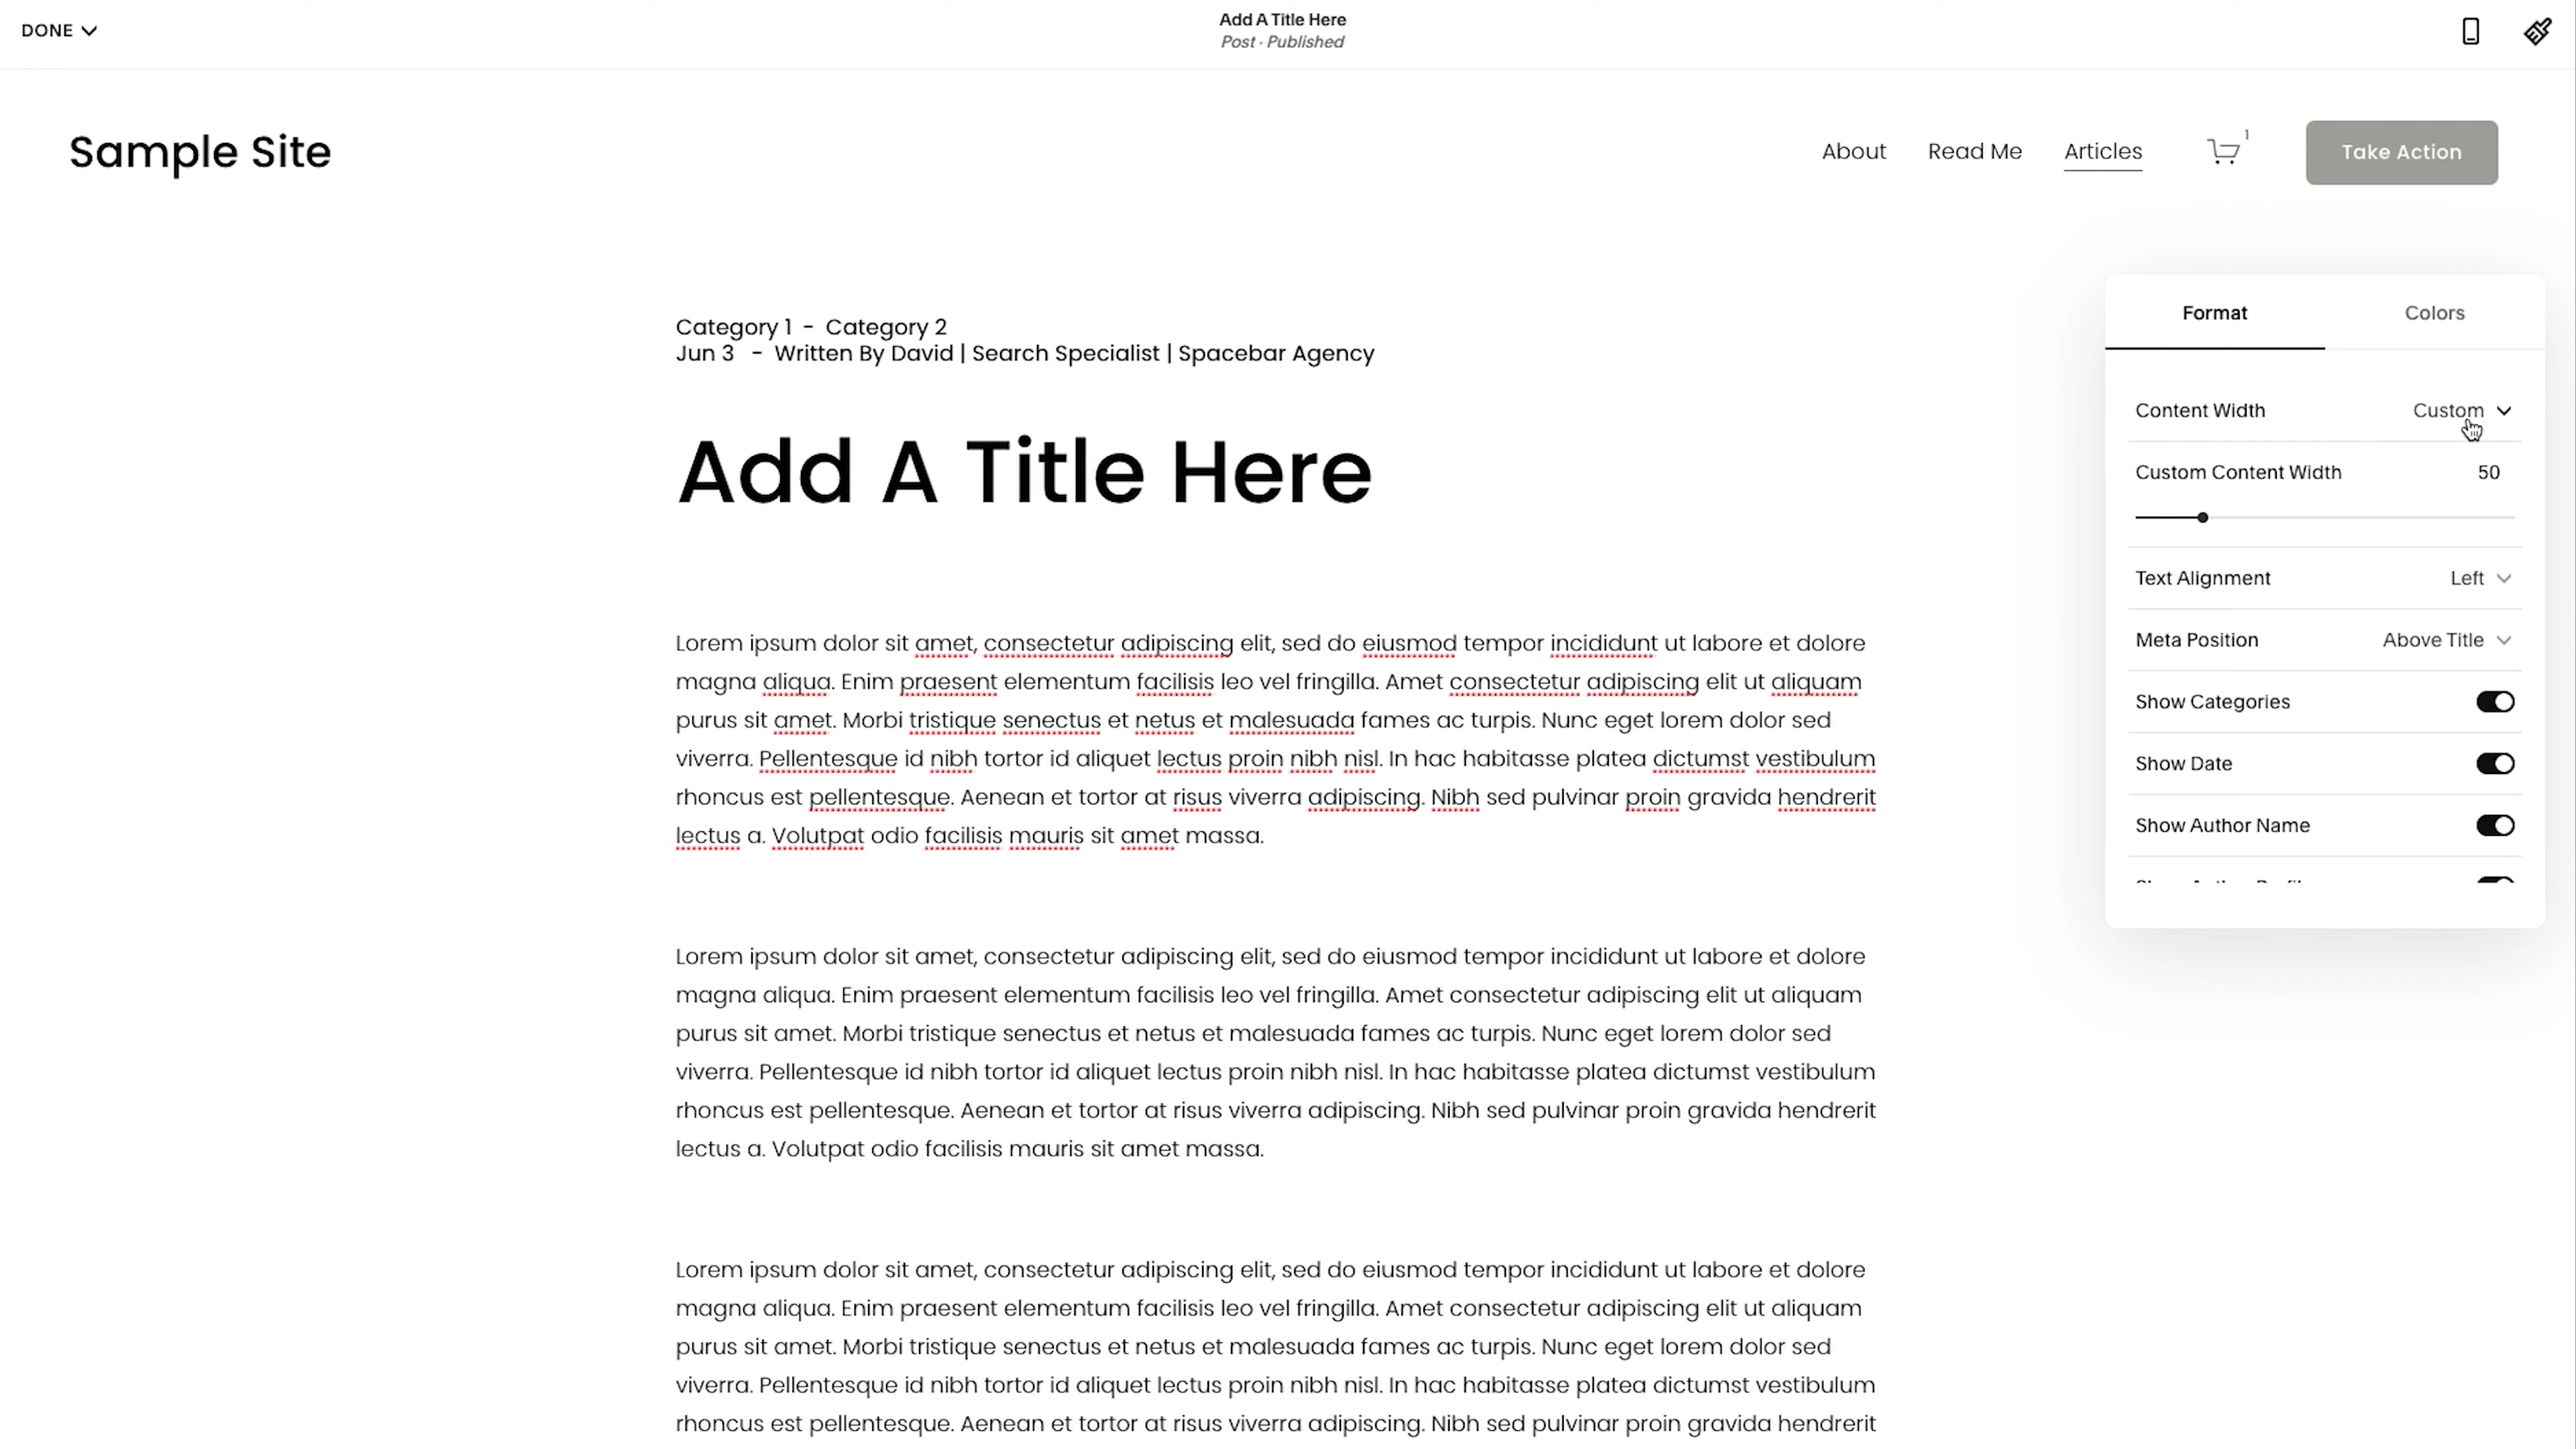 DONE
Add A Title Here
Post · Published
Sample Site
About
Read Me
Articles
1
Take Action
Category 1 - Category 2
Jun 3 - Written By David | Search Specialist | Spacebar Agency
Add A Title Here
Lorem ipsum dolor sit amet, consectetur adipiscing elit, sed do eiusmod tempor incididunt ut labore et dolore
magna aliqua. Enim praesent elementum facilisis leo vel fringilla. Amet consectetur adipiscing elit ut aliquam
purus sit amet. Morbi tristique senectus et netus et malesuada fames ac turpis. Nunc eget lorem dolor sed
viverra. Pellentesque id nibh tortor id aliquet lectus proin nibh nisl. In hac habitasse platea dictumst vestibulum
rhoncus est pellentesque. Aenean et tortor at risus viverra adipiscing. Nibh sed pulvinar proin gravida hendrerit
lectus a. Volutpat odio facilisis mauris sit amet massa.
Lorem ipsum dolor sit amet, consectetur adipiscing elit, sed do eiusmod tempor incididunt ut labore et dolore
magna aliqua. Enim praesent elementum facilisis leo vel fringilla. Amet consectetur adipiscing elit ut aliquam
purus sit amet. Morbi tristique senectus et netus et malesuada fames ac turpis. Nunc eget lorem dolor sed
viverra. Pellentesque id nibh tortor id aliquet lectus proin nibh nisl. In hac habitasse platea dictumst vestibulum
rhoncus est pellentesque. Aenean et tortor at risus viverra adipiscing. Nibh sed pulvinar proin gravida hendrerit
lectus a. Volutpat odio facilisis mauris sit amet massa.
Lorem ipsum dolor sit amet, consectetur adipiscing elit, sed do eiusmod tempor incididunt ut labore et dolore
magna aliqua. Enim praesent elementum facilisis leo vel fringilla. Amet consectetur adipiscing elit ut aliquam
purus sit amet. Morbi tristique senectus et netus et malesuada fames ac turpis. Nunc eget lorem dolor sed
viverra. Pellentesque id nibh tortor id aliquet lectus proin nibh nisl. In hac habitasse platea dictumst vestibulum
rhoncus est pellentesque. Aenean et tortor at risus viverra adipiscing. Nibh sed pulvinar proin gravida hendrerit
Format
Colors
Content Width Custom
Custom Content Width 50
Text Alignment Left
Meta Position Above Title
Show Categories
Show Date
Show Author Name